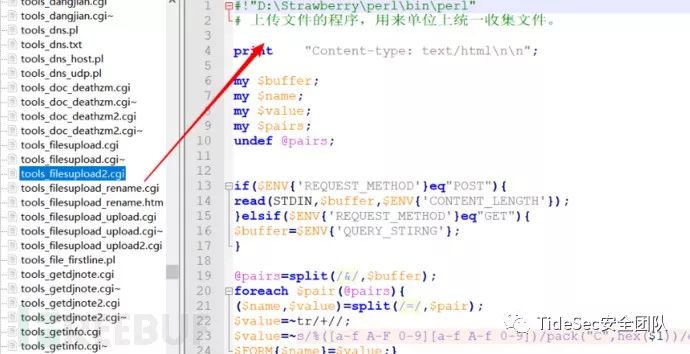 tools_dangjian.cgi
tools_dangjian.cgi~
tools_dns.pl
tools_dns.txt
tools_dns_host.pl
tools_dns_udp.pl
tools_doc_deathzm.cgi
tools_doc_deathzm.cgi~
tools_doc_deathzm2.cgi
tools_doc_deathzm2.cgi~
tools_filesupload.cgi
tools_filesupload.cgi~
tools_filesupload2.cgi
tools_filesupload_rename.cgi
tools_filesupload_rename.htm
tools_filesupload_upload.cgi
tools_filesupload_upload.cgi~
tools_filesupload_upload2.cgi
tools_file_firstline.pl
tools_getdjnote.cgi
tools_getdjnote.cgi~
tools_getdjnote2.cgi
tools_getdjnote2.cgi~
tools_getinfo.cgi
1 #!"D:\Strawberry\perl\bin\perl"
2 # 上传文件的程序，用来单位上统一收集文件。
3
4 print "Content-type: text/html\n\n";
5
6 my $buffer;
7 my $name;
8 my $value;
9 my $pairs;
10 undef @pairs;
11
12
13 if($ENV{'REQUEST_METHOD'}eq"POST"){
14 read(STDIN,$buffer,$ENV{'CONTENT_LENGTH'});
15 }elsif($ENV{'REQUEST_METHOD'}eq"GET"){
16 $buffer=$ENV{'QUERY_STIRNG'};
17 }
18
19 @pairs=split(/&/,$buffer);
20 foreach $pair(@pairs){
21 ($name,$value)=split(/=/,$pair);
22 $value=~tr/+//;
23 $value=~s/%([a-f A-F 0-9][a-f A-F 0-9])/pack("C",hex($1))/
24 $FORM{$name}=$value;
TideSec安全团队